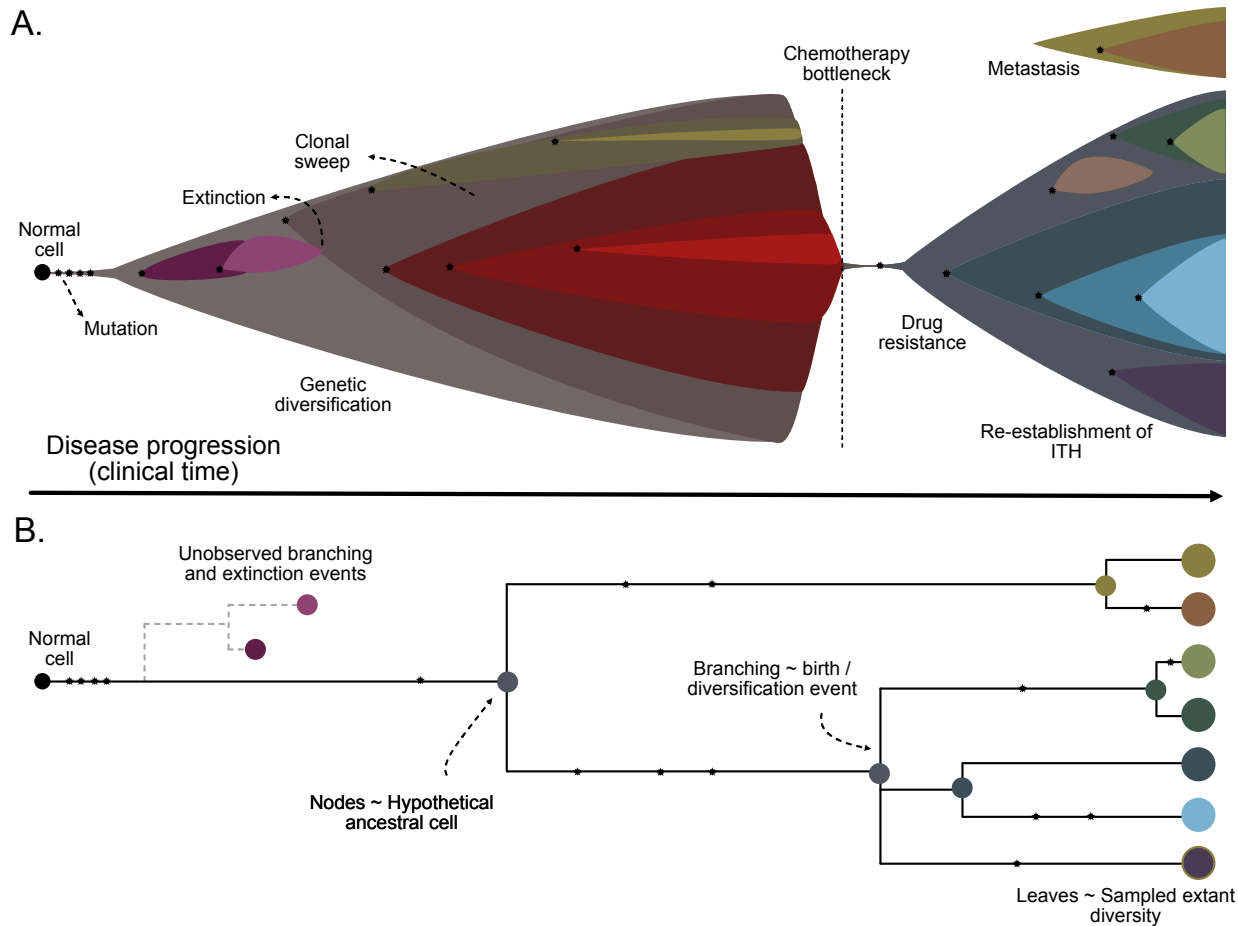 A.
Chemotherapy
bottleneck
Metastasis
Clonal
sweep
Extinction
Normal
cell
Mutation
Drug
resistance
Genetic
diversification
Re-establishment of
ITH
Disease progression
(clinical time)
B.
Unobserved branching
and extinction events
Normal
cell
Branching ~ birth /
diversification event
Nodes ~ Hypothetical
ancestral cell
Leaves ~ Sampled extant
diversity